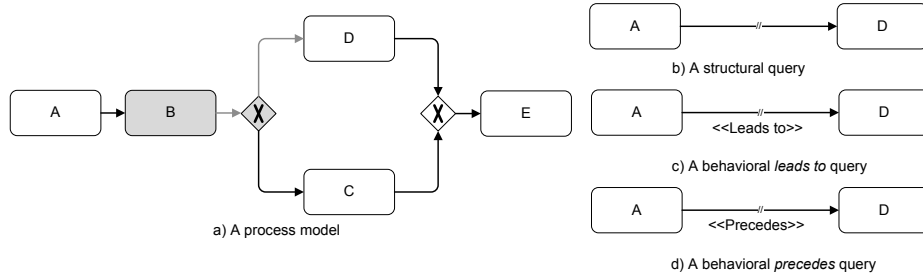 A
B
X
D
C
X
E
a) A process model
A
//
D
b) A structural query
A
//
D
<<Leads to>>
c) A behavioral leads to query
A
//
D
<<Precedes>>
d) A behavioral precedes query